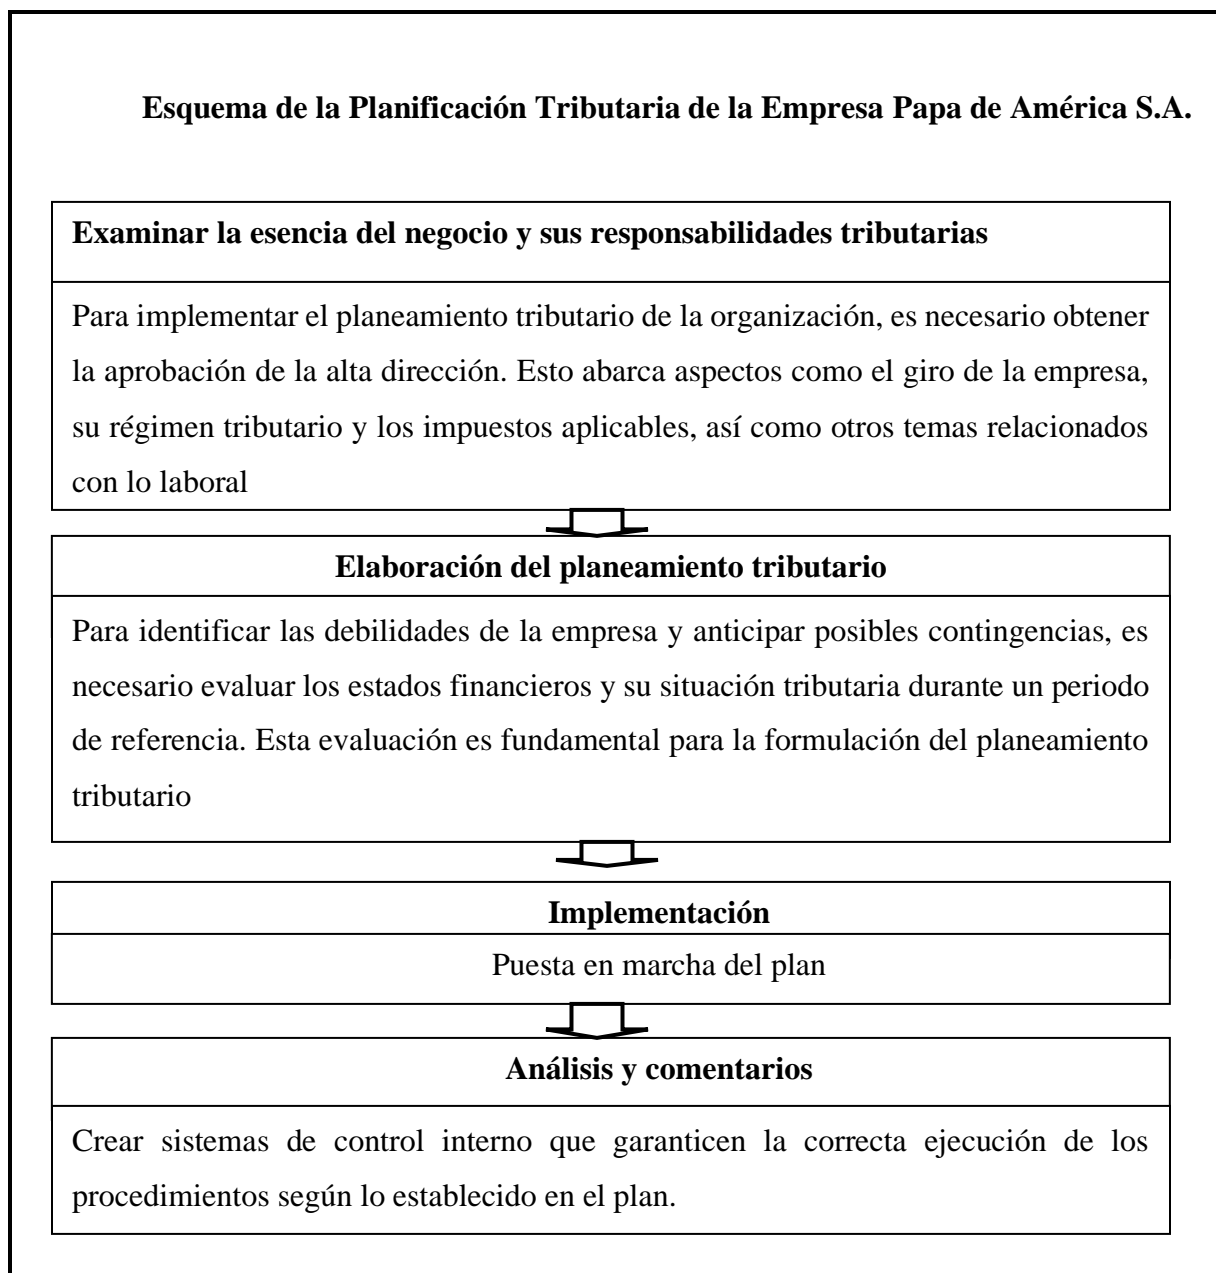 Esquema de la Planificación Tributaria de la Empresa Papa de América S.A.
Examinar la esencia del negocio y sus responsabilidades tributarias
Para implementar el planeamiento tributario de la organización, es necesario obtener
la aprobación de la alta dirección. Esto abarca aspectos como el giro de la empresa,
su régimen tributario y los impuestos aplicables, así como otros temas relacionados
con lo laboral
Elaboración del planeamiento tributario
Para identificar las debilidades de la empresa y anticipar posibles contingencias, es
necesario evaluar los estados financieros y su situación tributaria durante un periodo
de referencia. Esta evaluación es fundamental para la formulación del planeamiento
tributario
Implementación
Puesta en marcha del plan
Análisis y comentarios
Crear sistemas de control interno que garanticen la correcta ejecución de los
procedimientos según lo establecido en el plan.